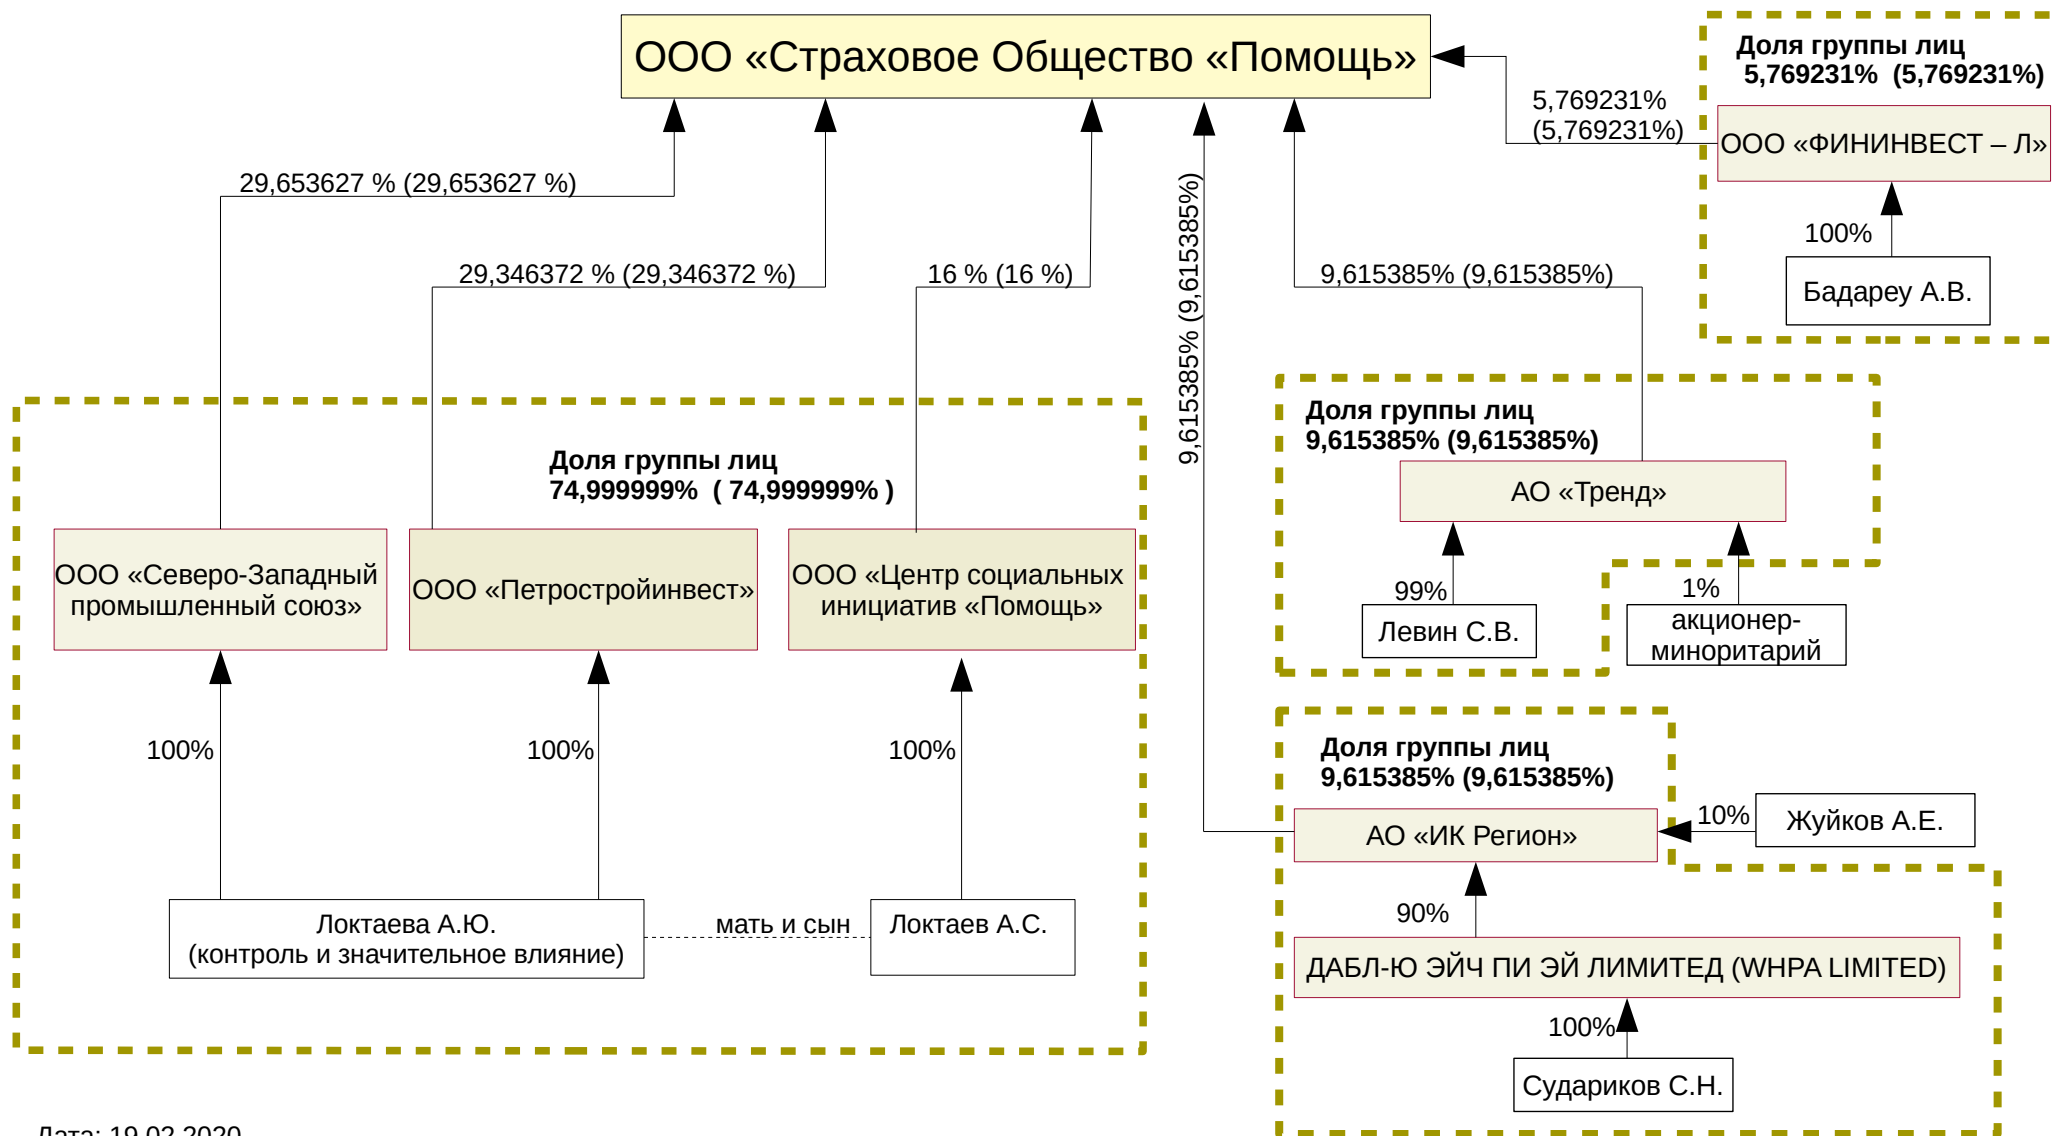 ООО «Страховое Общество «Помощь»
Доля группы лиц
5,769231% (5,769231%)
5,769231%
(5,769231%)
ООО «ФИНИНВЕСТ – Л»
100%
Бадареу А.В.
29,653627 % (29,653627 %)
29,346372 % (29,346372 %)
16 % (16 %)
9,615385% (9,615385%)
9,615385% (9,615385%)
Доля группы лиц
74,999999% ( 74,999999% )
ООО «Северо-Западный
промышленный союз»
ООО «Петростройинвест»
ООО «Центр социальных
инициатив «Помощь»
100%
100%
100%
Локтаева А.Ю.
(контроль и значительное влияние)
мать и сын
Локтаев А.С.
Доля группы лиц
9,615385% (9,615385%)
АО «Тренд»
99%
1%
Левин С.В.
акционер-
миноритарий
Доля группы лиц
9,615385% (9,615385%)
АО «ИК Регион»
10%
Жуйков А.Е.
90%
ДАБЛ-Ю ЭЙЧ ПИ ЭЙ ЛИМИТЕД (WHPA LIMITED)
100%
Судариков С.Н.
Дата: 19.02.2020